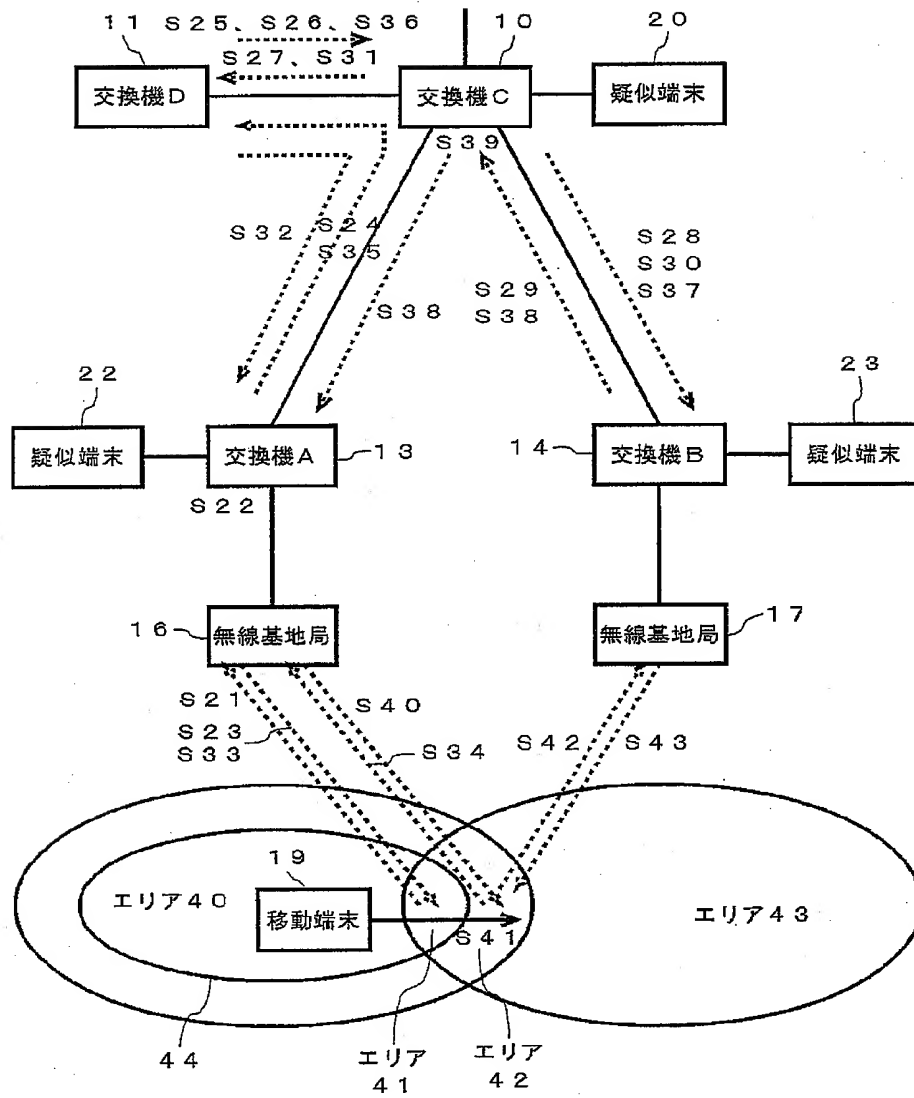 11
S25、S26、S36
10
20
S27、S31
交換機D
交換機C
疑似端末
S39
S32
S24
S35
S28
S30
S37
S29
S38
S38
22
23
疑似端末
交換機A
13
14
交換機B
疑似端末
S22
16
無線基地局
無線基地局
17
S21
S40
S23
S33
S34
S42
S43
19
エリア40
移動端末
エリア43
S41
44
エリア
41
エリア
42